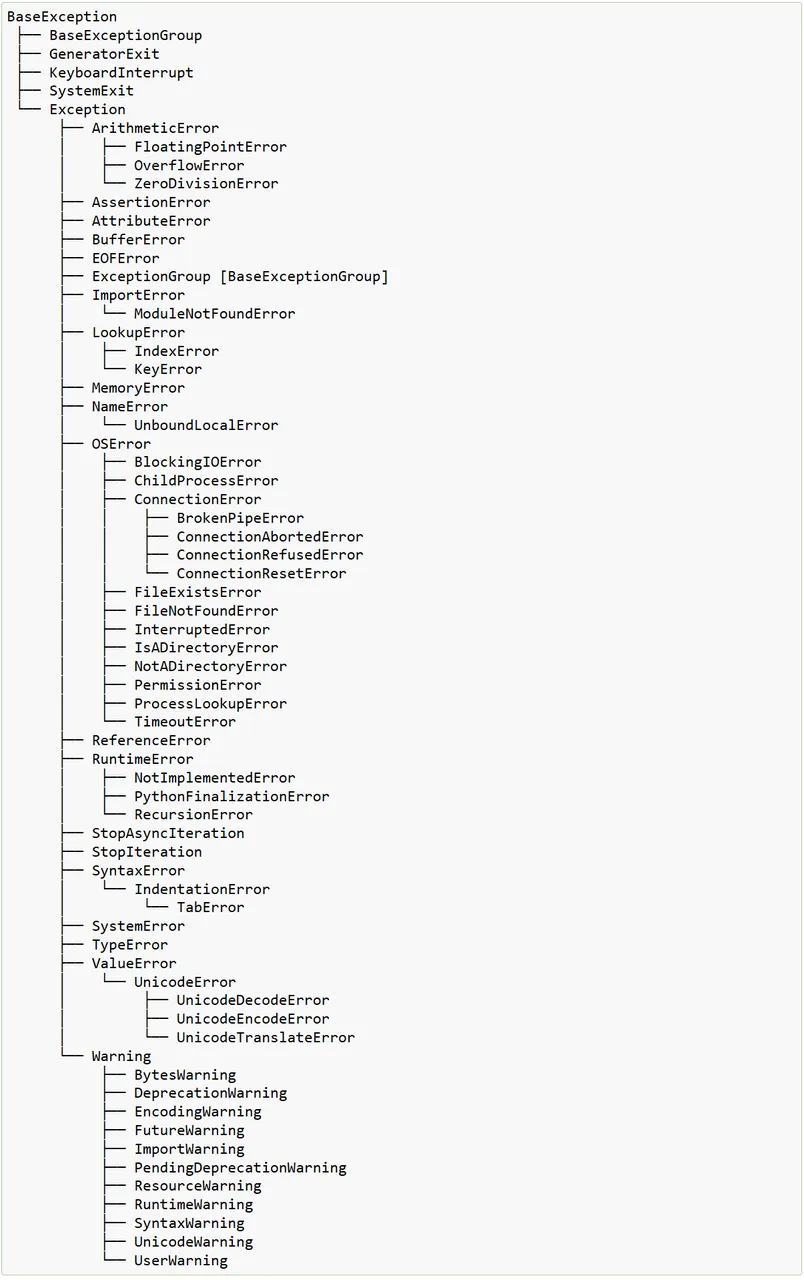 BaseException
├── BaseExceptionGroup
├── GeneratorExit
├── KeyboardInterrupt
├── SystemExit
└── Exception
    ├── ArithmeticError
    │    ├── FloatingPointError
    │    ├── OverflowError
    │    └── ZeroDivisionError
    ├── AssertionError
    ├── AttributeError
    ├── BufferError
    ├── EOFError
    ├── ExceptionGroup [BaseExceptionGroup]
    ├── ImportError
    │    └── ModuleNotFoundError
    ├── LookupError
    │    ├── IndexError
    │    └── KeyError
    ├── MemoryError
    ├── NameError
    │    └── UnboundLocalError
    ├── OSError
    │    ├── BlockingIOError
    │    ├── ChildProcessError
    │    ├── ConnectionError
    │    │    ├── BrokenPipeError
    │    │    ├── ConnectionAbortedError
    │    │    ├── ConnectionRefusedError
    │    │    └── ConnectionResetError
    │    ├── FileExistsError
    │    ├── FileNotFoundError
    │    ├── InterruptedError
    │    ├── IsADirectoryError
    │    ├── NotADirectoryError
    │    ├── PermissionError
    │    ├── ProcessLookupError
    │    └── TimeoutError
    ├── ReferenceError
    ├── RuntimeError
    │    ├── NotImplementedError
    │    ├── PythonFinalizationError
    │    └── RecursionError
    ├── StopAsyncIteration
    ├── StopIteration
    ├── SyntaxError
    │    └── IndentationError
    │         └── TabError
    ├── SystemError
    ├── TypeError
    ├── ValueError
    │    └── UnicodeError
    │         ├── UnicodeDecodeError
    │         ├── UnicodeEncodeError
    │         └── UnicodeTranslateError
    └── Warning
         ├── BytesWarning
         ├── DeprecationWarning
         ├── EncodingWarning
         ├── FutureWarning
         ├── ImportWarning
         ├── PendingDeprecationWarning
         ├── ResourceWarning
         ├── RuntimeWarning
         ├── SyntaxWarning
         ├── UnicodeWarning
         └── UserWarning